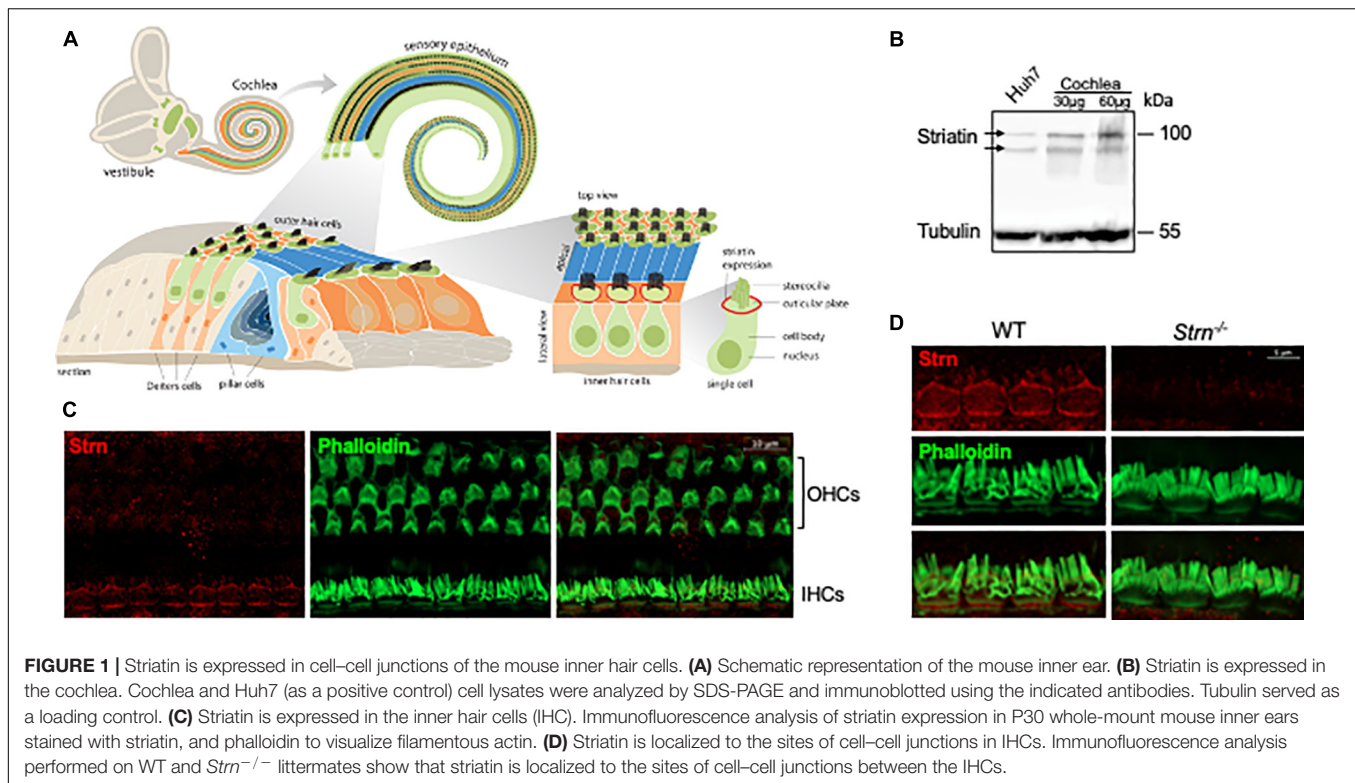 A
sensory epithelium
Cochlea
vestibule
outer hair cells
top view
apical
striatin
expression
stereocilia
cuticular plate
lateral view
cell body
nucleus
section
Deiters cells
pillar cells
inner hair cells
single cell
B
Huh7
Cochlea
30µg 60µg kDa
Striatin
100
Tubulin
55
C
Strn
Phalloidin
10 µm
OHCs
IHCs
D
WT Strn-/-
Strn
5 µm
Phalloidin
FIGURE 1 | Striatin is expressed in cell–cell junctions of the mouse inner hair cells. (A) Schematic representation of the mouse inner ear. (B) Striatin is expressed in
the cochlea. Cochlea and Huh7 (as a positive control) cell lysates were analyzed by SDS-PAGE and immunoblotted using the indicated antibodies. Tubulin served as
a loading control. (C) Striatin is expressed in the inner hair cells (IHC). Immunofluorescence analysis of striatin expression in P30 whole-mount mouse inner ears
stained with striatin, and phalloidin to visualize filamentous actin. (D) Striatin is localized to the sites of cell–cell junctions in IHCs. Immunofluorescence analysis
performed on WT and Strn−/− littermates show that striatin is localized to the sites of cell–cell junctions between the IHCs.